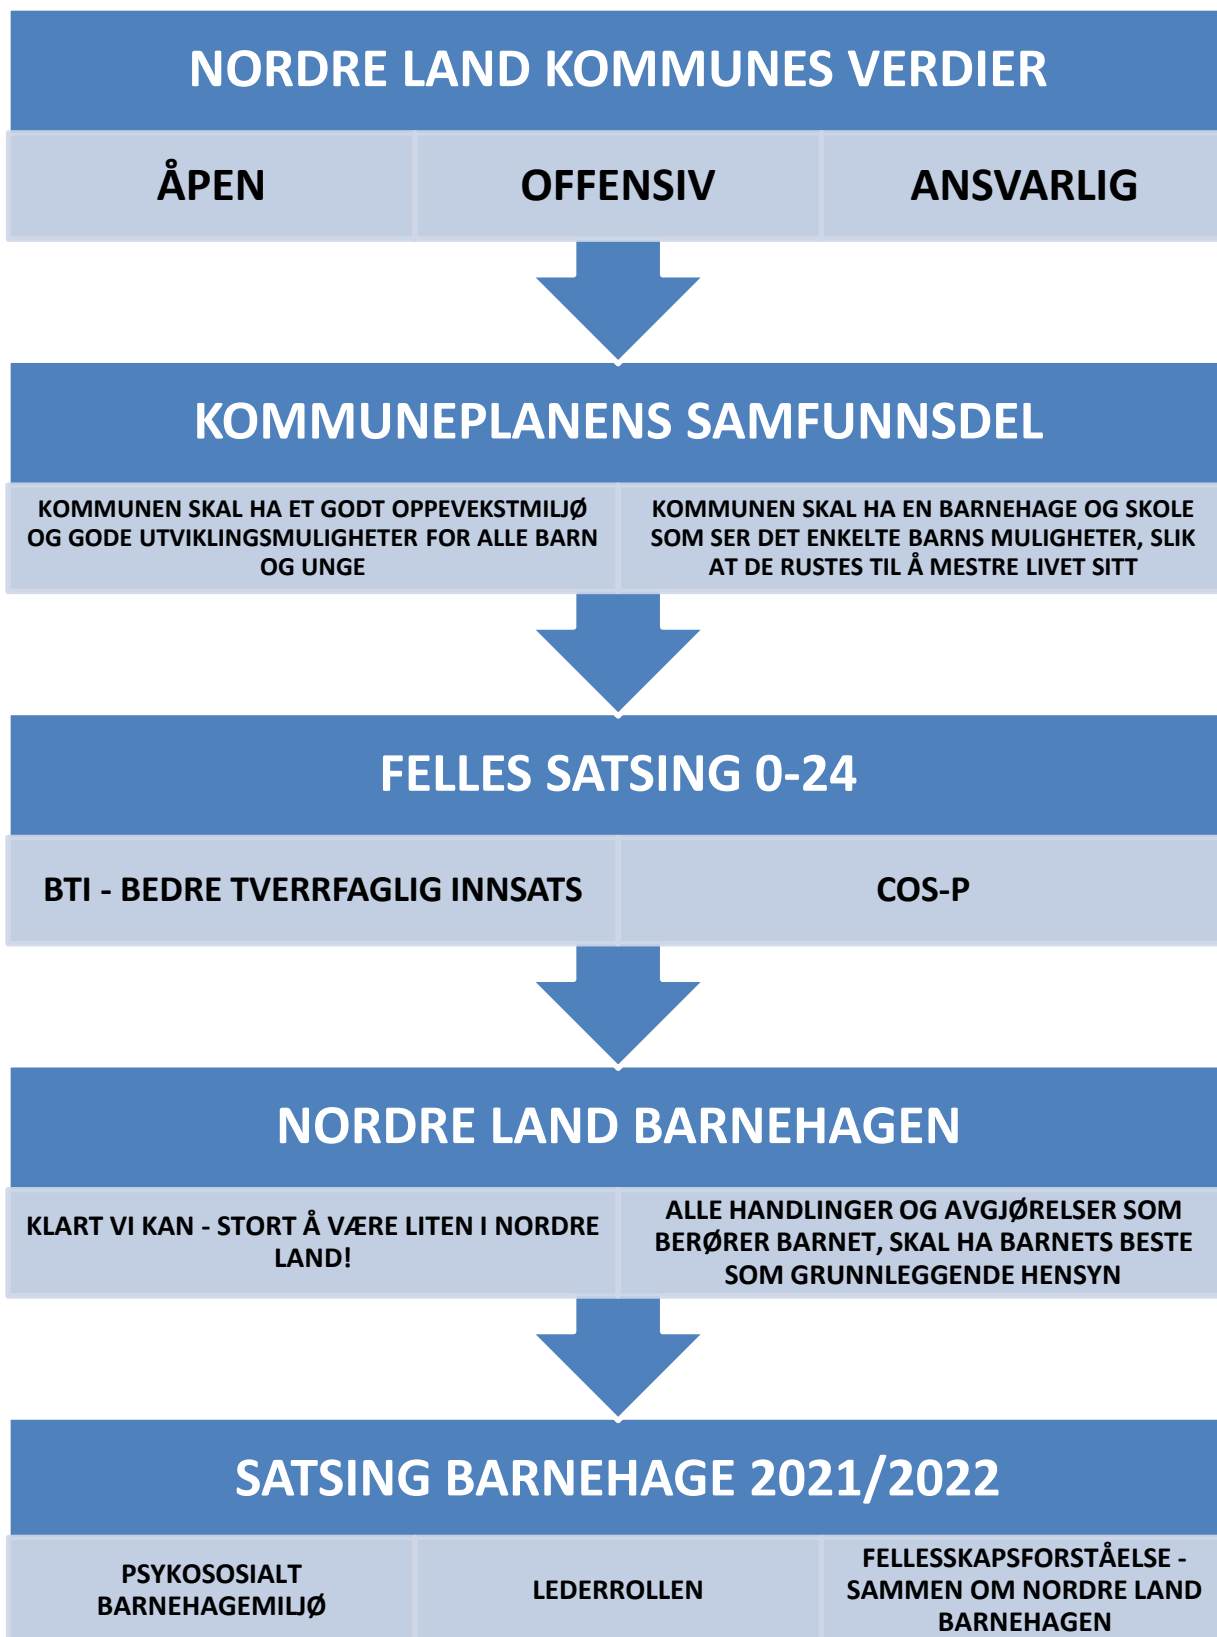 NORDRE LAND KOMMUNES VERDIER
ÅPEN
OFFENSIV
ANSVARLIG
KOMMUNEPLANENS SAMFUNNSDEL
KOMMUNEN SKAL HA ET GODT OPPEVEKSTMILJØ
OG GODE UTVIKLINGSMULIGHETER FOR ALLE BARN
OG UNGE
KOMMUNEN SKAL HA EN BARNEHAGE OG SKOLE
SOM SER DET ENKELTE BARNS MULIGHETER, SLIK
AT DE RUSTES TIL Å MESTRE LIVET SITT
FELLES SATSING 0-24
BTI - BEDRE TVERRFAGLIG INNSATS
COS-P
NORDRE LAND BARNEHAGEN
KLART VI KAN - STORT Å VÆRE LITEN I NORDRE
LAND!
ALLE HANDLINGER OG AVGJØRELSER SOM
BERØRER BARNET, SKAL HA BARNETS BESTE
SOM GRUNNLEGGENDE HENSYN
SATSING BARNEHAGE 2021/2022
PSYKOSOSIALT
BARNEHAGEMILJØ
LEDERROLLEN
FELLESSKAPSFORSTÅELSE -
SAMMEN OM NORDRE LAND
BARNEHAGEN